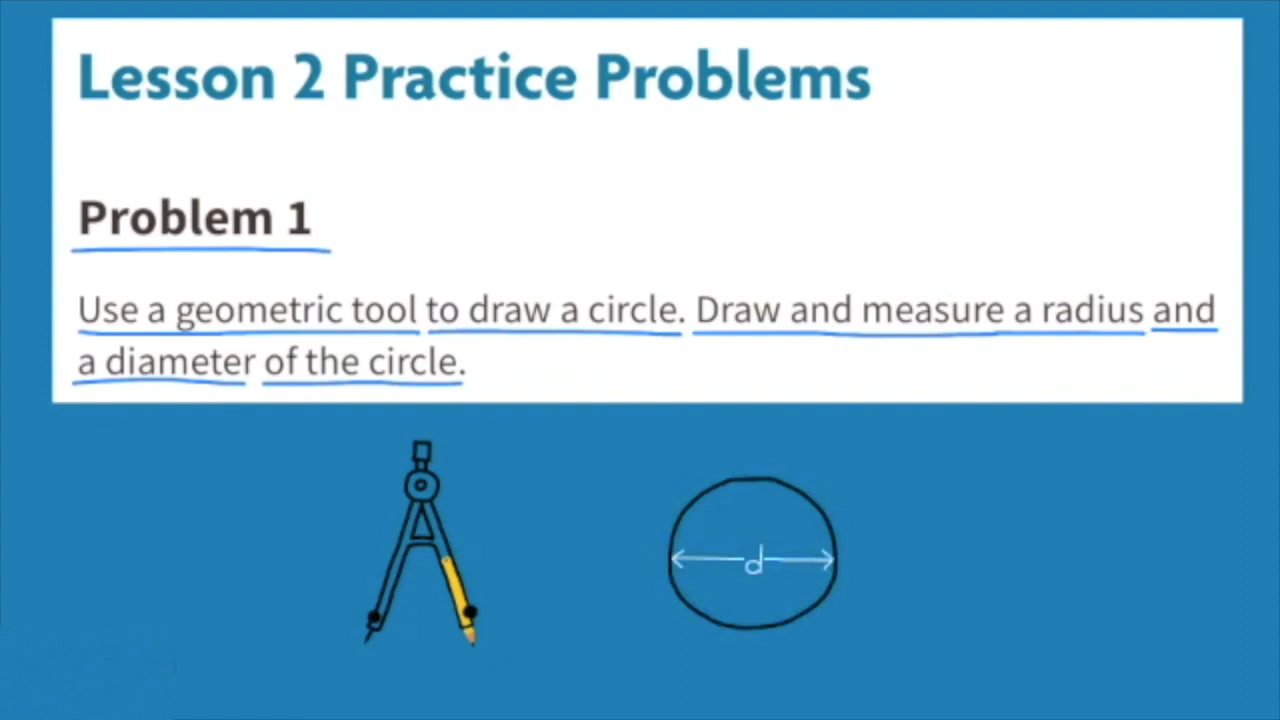 Lesson 2 Practice Problems
Problem 1
Use a geometric tool to draw a circle. Draw and measure a radius and
a diameter of the circle.
d